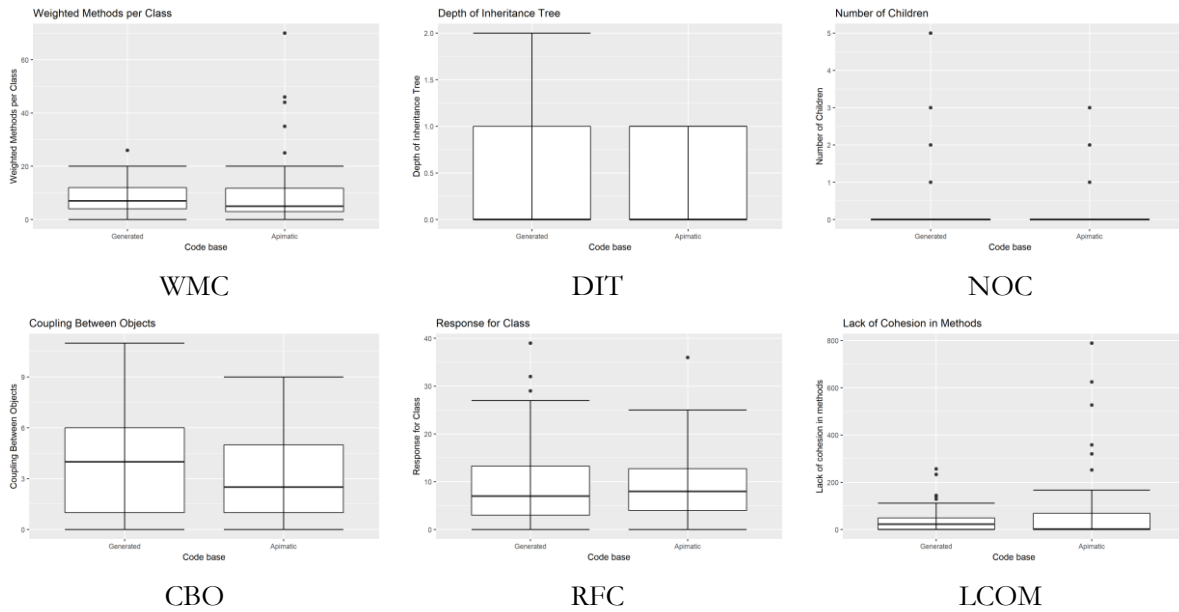 Weighted Methods per Class
Weighted Methods per Class
60
40
20
0
Generated
Apimatic
Code base
WMC
Depth of Inheritance Tree
Depth of Inheritance Tree
2.0
1.5
1.0
0.5
0.0
Generated
Apimatic
Code base
DIT
Number of Children
Number of Children
5
4
3
2
1
0
Generated
Apimatic
Code base
NOC
Coupling Between Objects
Coupling Between Objects
9
6
3
0
Generated
Apimatic
Code base
CBO
Response for Class
Response for Class
40
30
20
10
0
Generated
Apimatic
Code base
RFC
Lack of Cohesion in Methods
Lack of cohesion in methods
800
600
400
200
0
Generated
Apimatic
Code base
LCOM